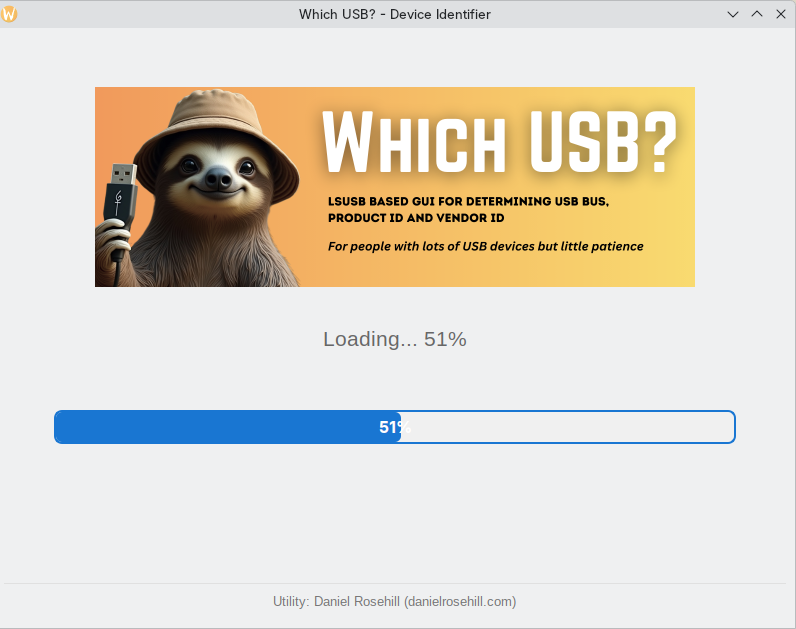 Which USB? - Device Identifier
WHICH USB?
LSUSB BASED GUI FOR DETERMINING USB BUS,
PRODUCT ID AND VENDOR ID
For people with lots of USB devices but little patience
Loading... 51%
51%
Utility: Daniel Rosehill (danielrosehill.com)